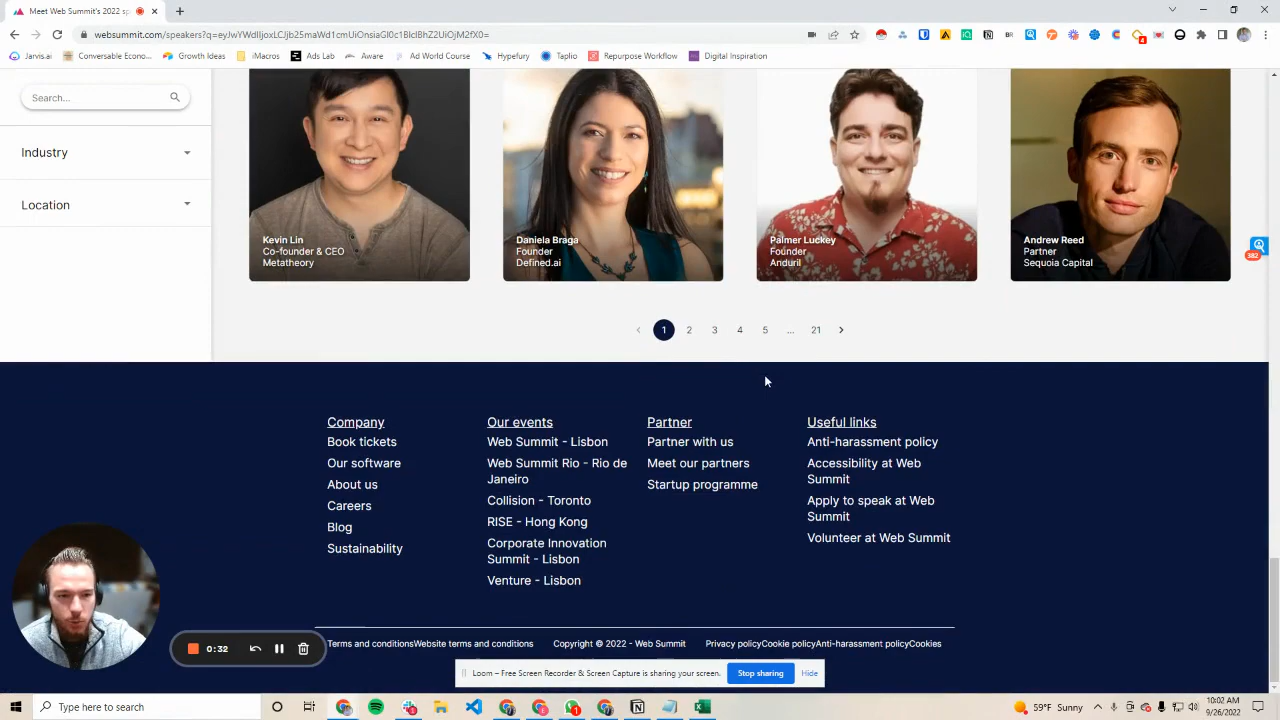 Meet Web Summit's 2022 sp
websummit.com/speakers?q=eyJwYWdlIjoxLCJjb25maWd1cmUiOnsiaGl0c1BlclBhZ2UiOjM2fX0=
Jarvis.ai
Conversable Econo...
Growth Ideas
iMacros
Ads Lab
Aware
Ad World Course
Hypefury
Taplio
Repurpose Workflow
Digital Inspiration
Search...
Industry
Location
Kevin Lin
Co-founder & CEO
Metatheory
Daniela Braga
Founder
Defined.ai
Palmer Luckey
Founder
Anduril
Andrew Reed
Partner
Sequoia Capital
382
1 2 3 4 5 ... 21
Company
Book tickets
Our software
About us
Careers
Blog
Sustainability
Our events
Web Summit - Lisbon
Web Summit Rio - Rio de
Janeiro
Collision - Toronto
RISE - Hong Kong
Corporate Innovation
Summit - Lisbon
Venture - Lisbon
Partner
Partner with us
Meet our partners
Startup programme
Useful links
Anti-harassment policy
Accessibility at Web
Summit
Apply to speak at Web
Summit
Volunteer at Web Summit
Terms and conditionsWebsite terms and conditions
Copyright © 2022 - Web Summit
Privacy policyCookie policyAnti-harassment policyCookies
0:32
Loom – Free Screen Recorder & Screen Capture is sharing your screen.
Stop sharing
Hide
Type here to search
59°F Sunny
10:02 AM
9/26/2022